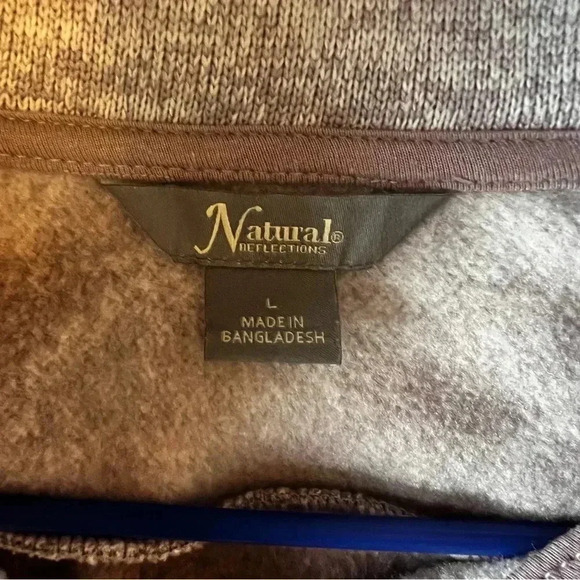 Natural®
REFLECTIONS
L
MADE IN
BANGLADESH